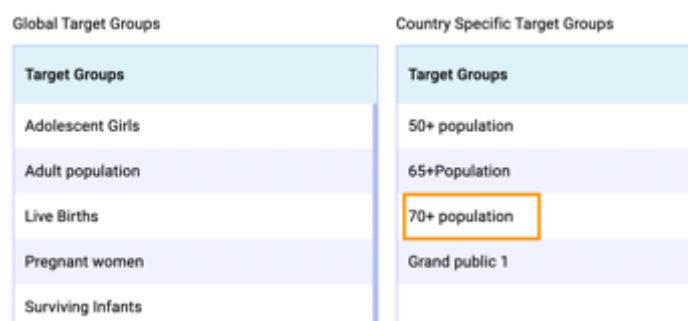 Global Target Groups
Target Groups
Adolescent Girls
Adult population
Live Births
Pregnant women
Surviving Infants
Country Specific Target Groups
Target Groups
50+ population
65+Population
70+ population
Grand public 1